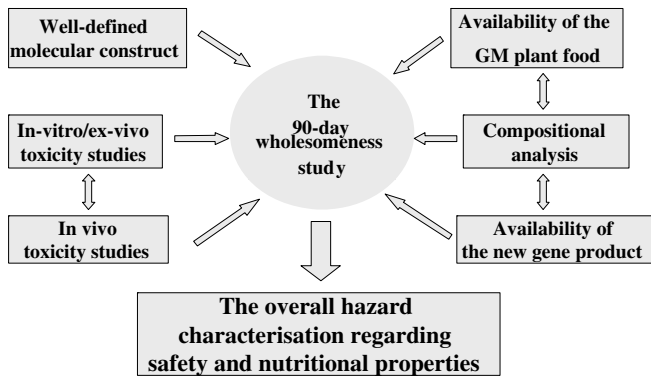 Well-defined
molecular construct
Availability of the
GM plant food
The
90-day
wholesomeness
study
In-vitro/ex-vivo
toxicity studies
Compositional
analysis
In vivo
toxicity studies
Availability of
the new gene product
The overall hazard
characterisation regarding
safety and nutritional properties